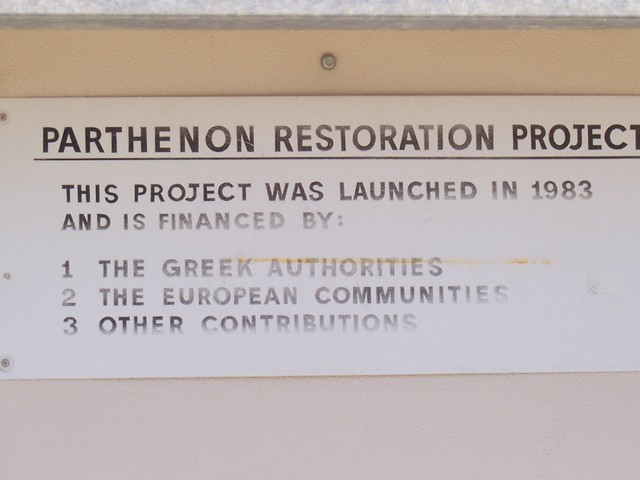 PARTHENON RESTORATION PROJECT
THIS PROJECT WAS LAUNCHED IN 1983
AND IS FINANCED BY:
1 THE GREEK AUTHORITIES
2 THE EUROPEAN COMMUNITIES
3 OTHER CONTRIBUTIONS